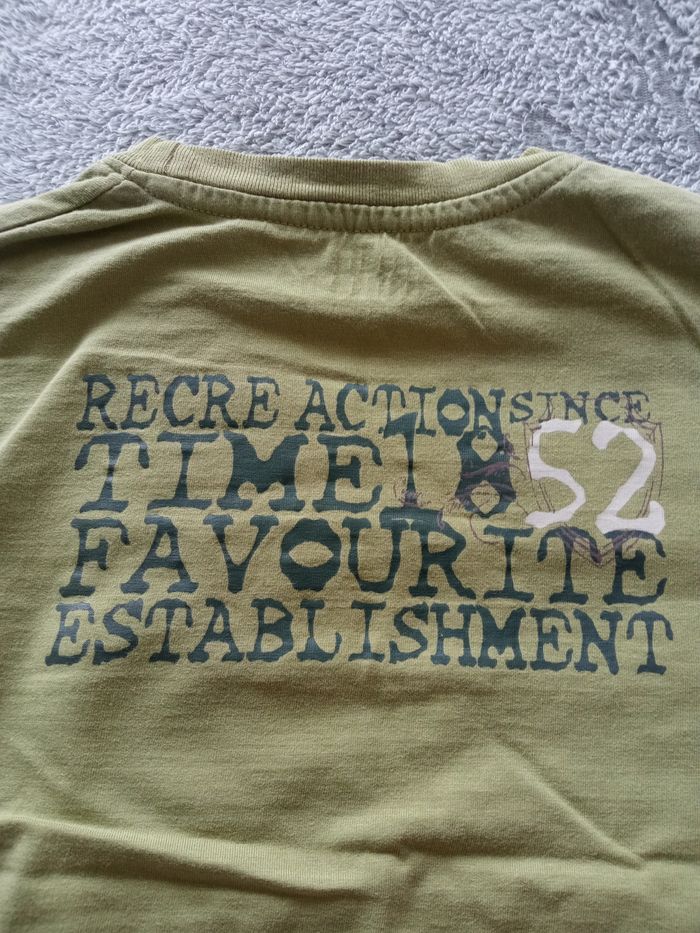 RECRE ACTION SINCE
TIME 1852
FAVOURITE
ESTABLISHMENT